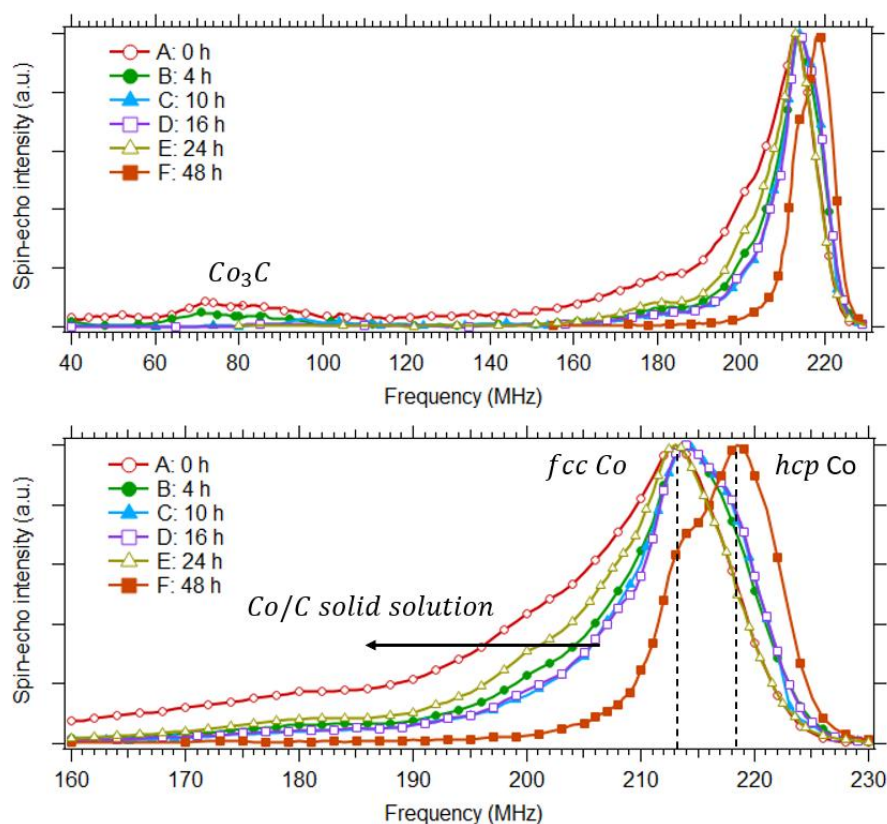 Spin-echo intensity (a.u.)
A: 0 h
B: 4 h
C: 10 h
D: 16 h
E: 24 h
F: 48 h
Co₃C
40 60 80 100 120 140 160 180 200 220
Frequency (MHz)
Spin-echo intensity (a.u.)
A: 0 h
B: 4 h
C: 10 h
D: 16 h
E: 24 h
F: 48 h
fcc Co
hcp Co
Co/C solid solution
160 170 180 190 200 210 220 230
Frequency (MHz)